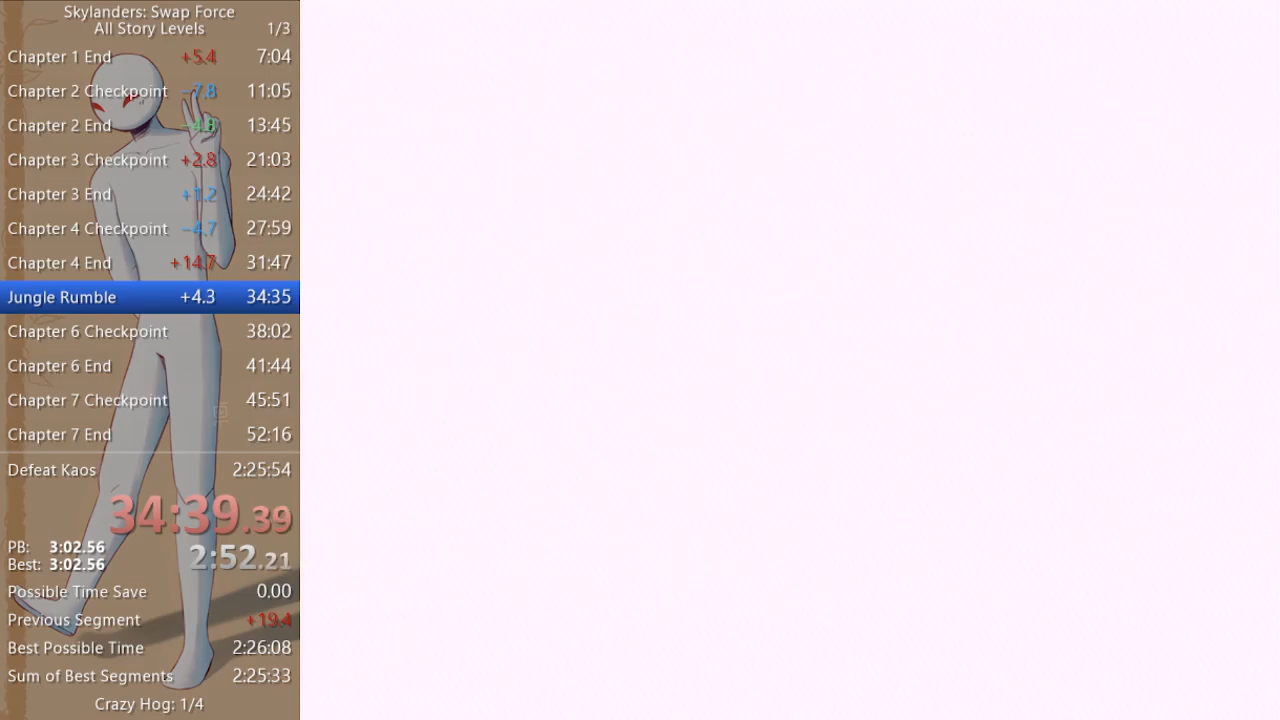 Skylanders: Swap Force
All Story Levels 1/3
Chapter 1 End +5.4 7:04
Chapter 2 Checkpoint −7.8 11:05
Chapter 2 End −4.8 13:45
Chapter 3 Checkpoint +2.8 21:03
Chapter 3 End +1.2 24:42
Chapter 4 Checkpoint −4.7 27:59
Chapter 4 End +14.7 31:47
Jungle Rumble +4.3 34:35
Chapter 6 Checkpoint 38:02
Chapter 6 End 41:44
Chapter 7 Checkpoint 45:51
Chapter 7 End 52:16
Defeat Kaos 2:25:54
34:39.39
PB: 3:02.56
Best: 3:02.56
2:52.21
Possible Time Save 0.00
Previous Segment +19.4
Best Possible Time 2:26:08
Sum of Best Segments 2:25:33
Crazy Hog: 1/4